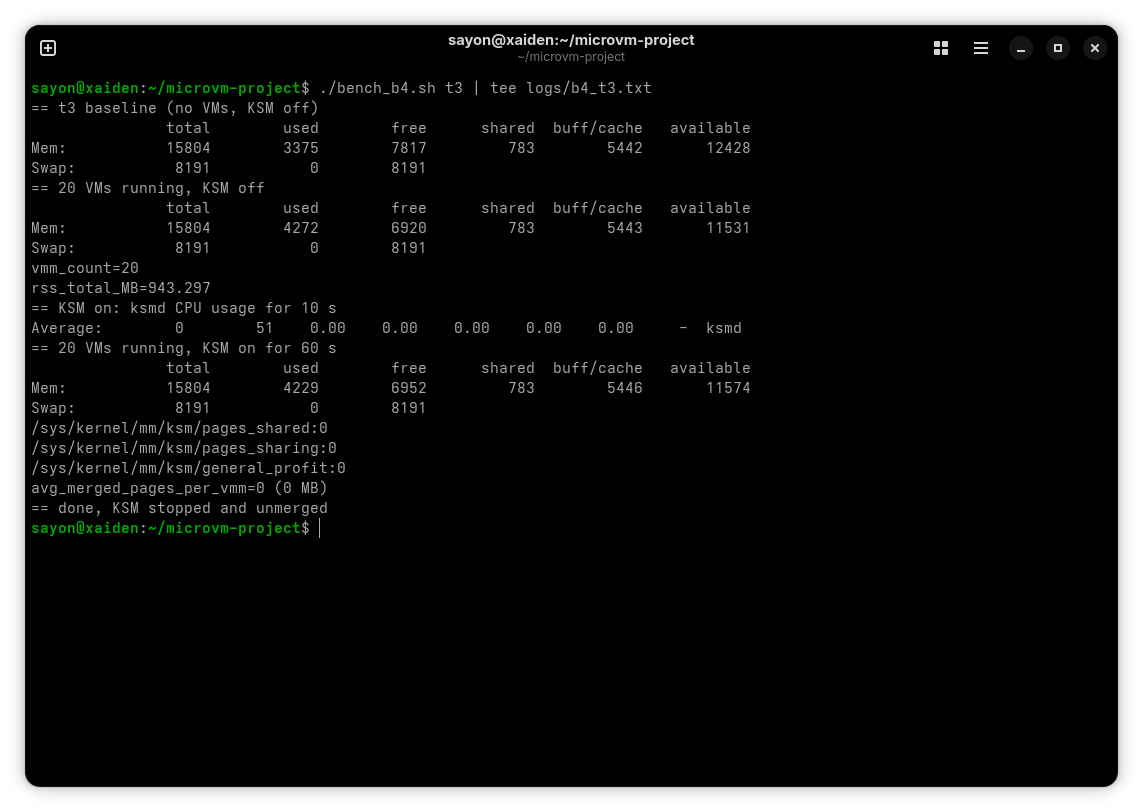 sayon@xaiden:~/microvm-project
~/microvm-project
sayon@xaiden:~/microvm-project$ ./bench_b4.sh t3 | tee logs/b4_t3.txt
== t3 baseline (no VMs, KSM off)
               total        used        free      shared  buff/cache   available
Mem:           15804        3375        7817         783        5442       12428
Swap:           8191           0        8191
== 20 VMs running, KSM off
               total        used        free      shared  buff/cache   available
Mem:           15804        4272        6920         783        5443       11531
Swap:           8191           0        8191
vmm_count=20
rss_total_MB=943.297
== KSM on: ksmd CPU usage for 10 s
Average:        0        51    0.00    0.00    0.00    0.00    0.00     -  ksmd
== 20 VMs running, KSM on for 60 s
               total        used        free      shared  buff/cache   available
Mem:           15804        4229        6952         783        5446       11574
Swap:           8191           0        8191
/sys/kernel/mm/ksm/pages_shared:0
/sys/kernel/mm/ksm/pages_sharing:0
/sys/kernel/mm/ksm/general_profit:0
avg_merged_pages_per_vmm=0 (0 MB)
== done, KSM stopped and unmerged
sayon@xaiden:~/microvm-project$